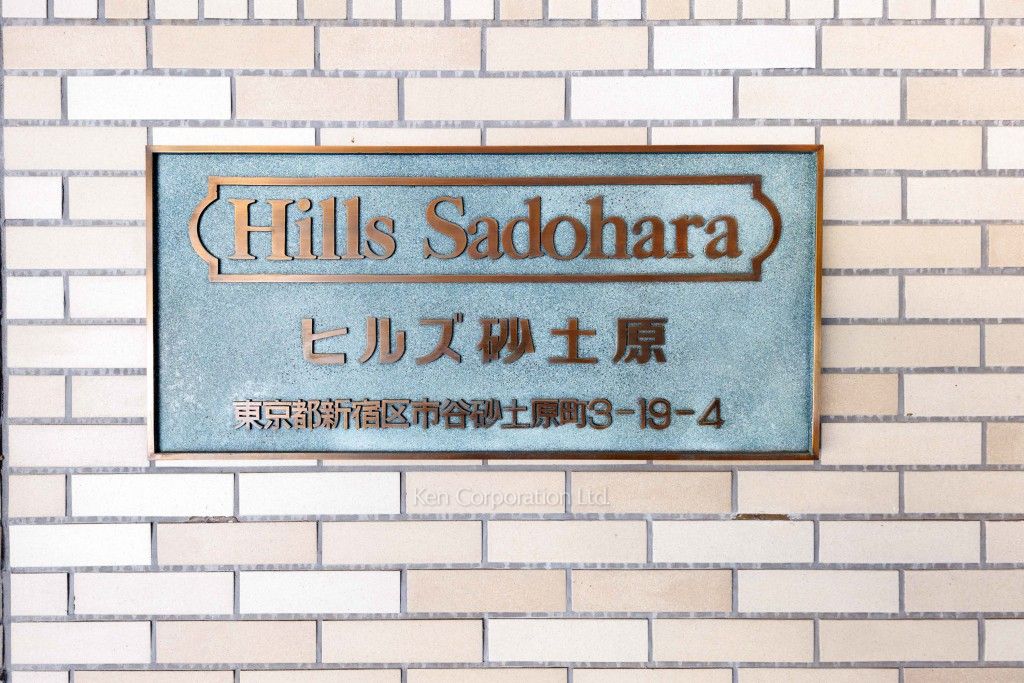 Hills Sadohara
ヒルズ砂土原
東京都新宿区市谷砂土原町3-19-4
Ken Corporation Ltd.